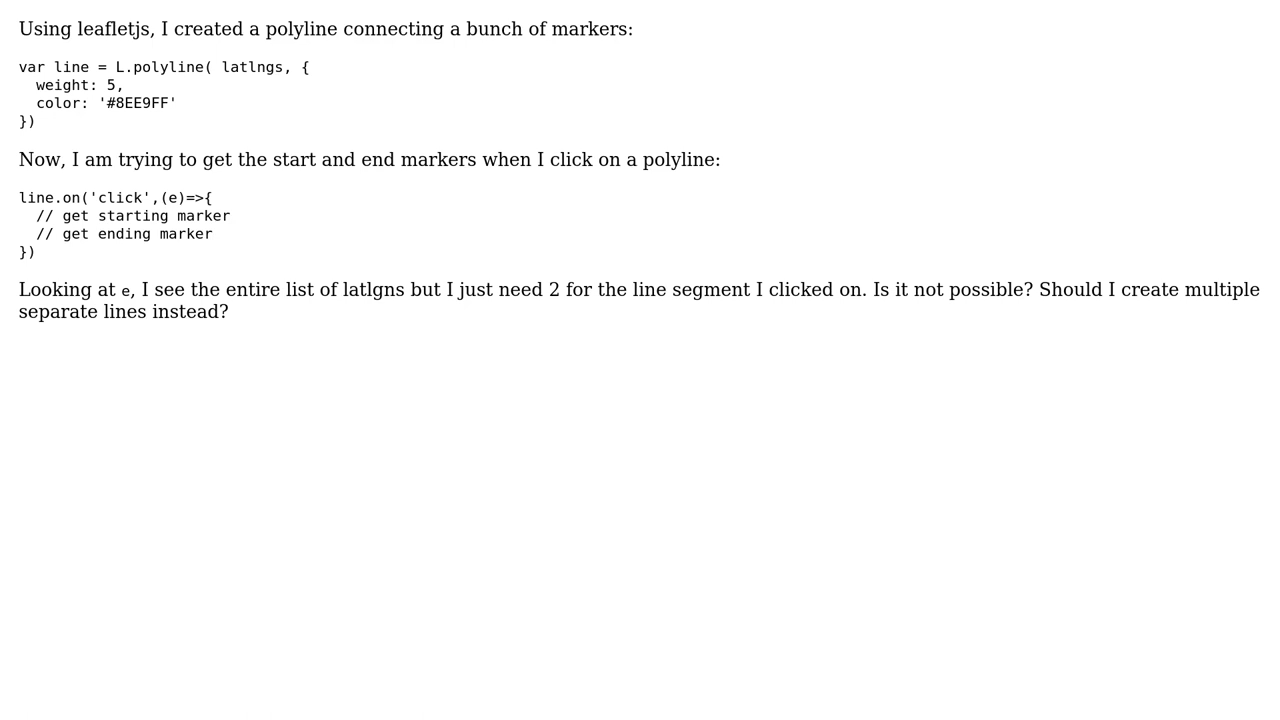 Using leafletjs, I created a polyline connecting a bunch of markers:
var line = L.polyline( latlngs, {
  weight: 5,
  color: '#8EE9FF'
})
Now, I am trying to get the start and end markers when I click on a polyline:
line.on('click',(e)=>{
  // get starting marker
  // get ending marker
})
Looking at e, I see the entire list of latlgns but I just need 2 for the line segment I clicked on. Is it not possible? Should I create multiple
separate lines instead?